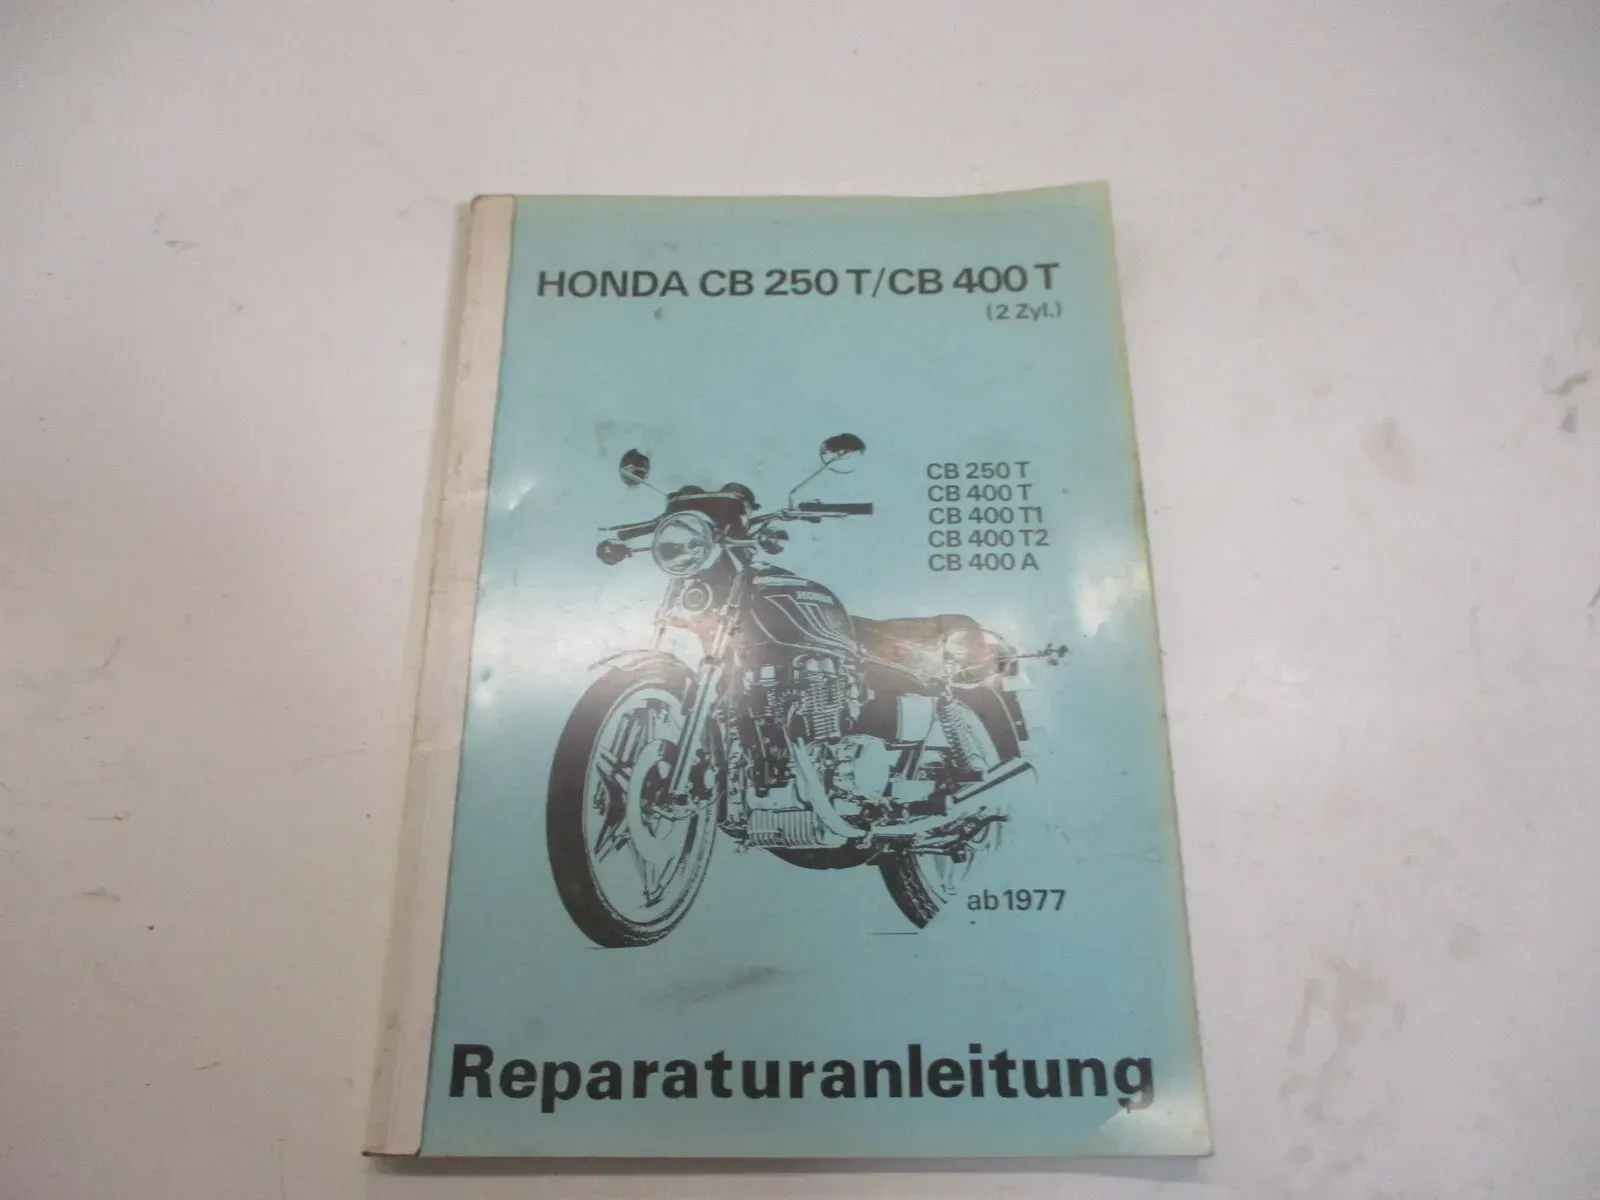 HONDA CB 250 T/CB 400 T
(2 Zyl.)
CB 250 T
CB 400 T
CB 400 T1
CB 400 T2
CB 400 A
HONDA
ab 1977
Reparaturanleitung